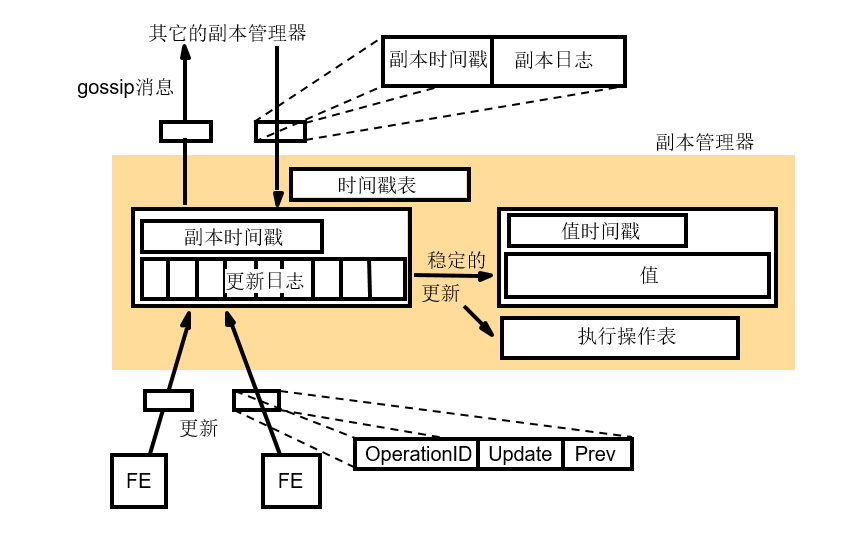 其它的副本管理器
gossip消息
副本时间戳
副本日志
副本管理器
时间戳表
副本时间戳
更新日志
稳定的
更新
值时间戳
值
执行操作表
更新
OperationID
Update
Prev
FE
FE